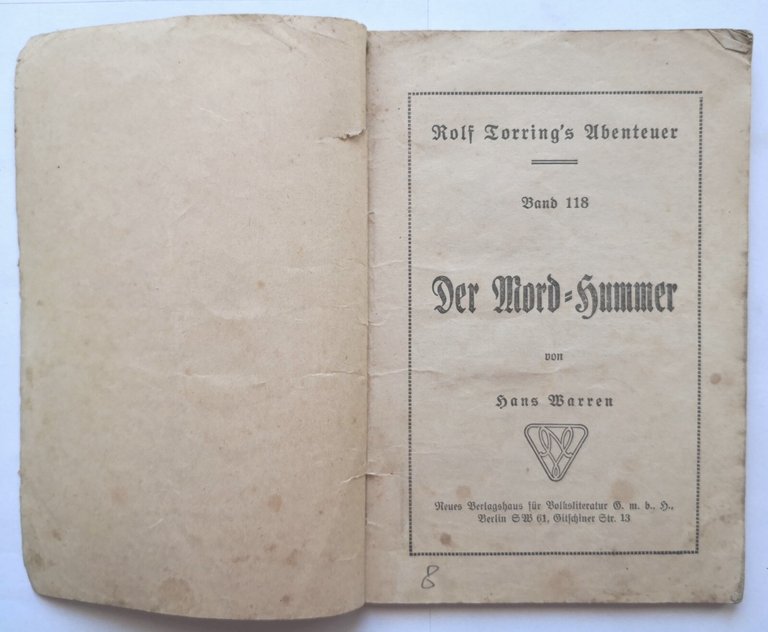 Rolf Torring's Abenteuer
Band 118
Der Mord-Hummer
von
Hans Warren
Neues Verlagshaus für Volksliteratur G. m. b., H.,
Berlin SW 61, Gitschiner Str. 13
8